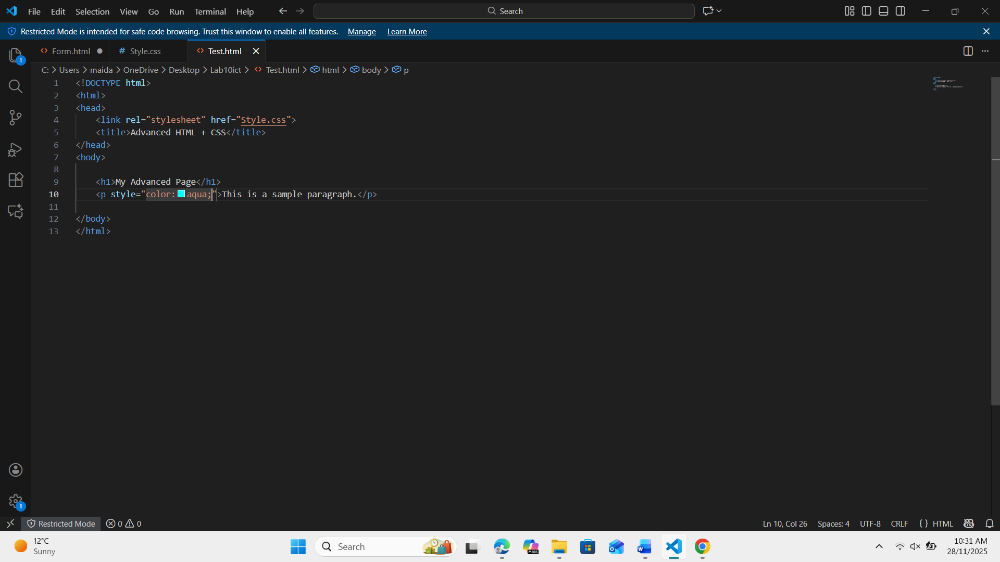 File Edit Selection View Go Run Terminal Help Search
Restricted Mode is intended for safe code browsing. Trust this window to enable all features. Manage Learn More
1 Form.html # Style.css Test.html
C: > Users > maida > OneDrive > Desktop > Lab10ict > Test.html > html > body > p
1 <!DOCTYPE html>
2 <html>
3 <head>
4 <link rel="stylesheet" href="Style.css">
5 <title>Advanced HTML + CSS</title>
6 </head>
7 <body>
8
9 <h1>My Advanced Page</h1>
10 <p style="color: aqua;">This is a sample paragraph.</p>
11
12 </body>
13 </html>
1
Restricted Mode 0 0 Ln 10, Col 26 Spaces: 4 UTF-8 CRLF { } HTML
12°C
Sunny
Search
M365
10:31 AM
28/11/2025